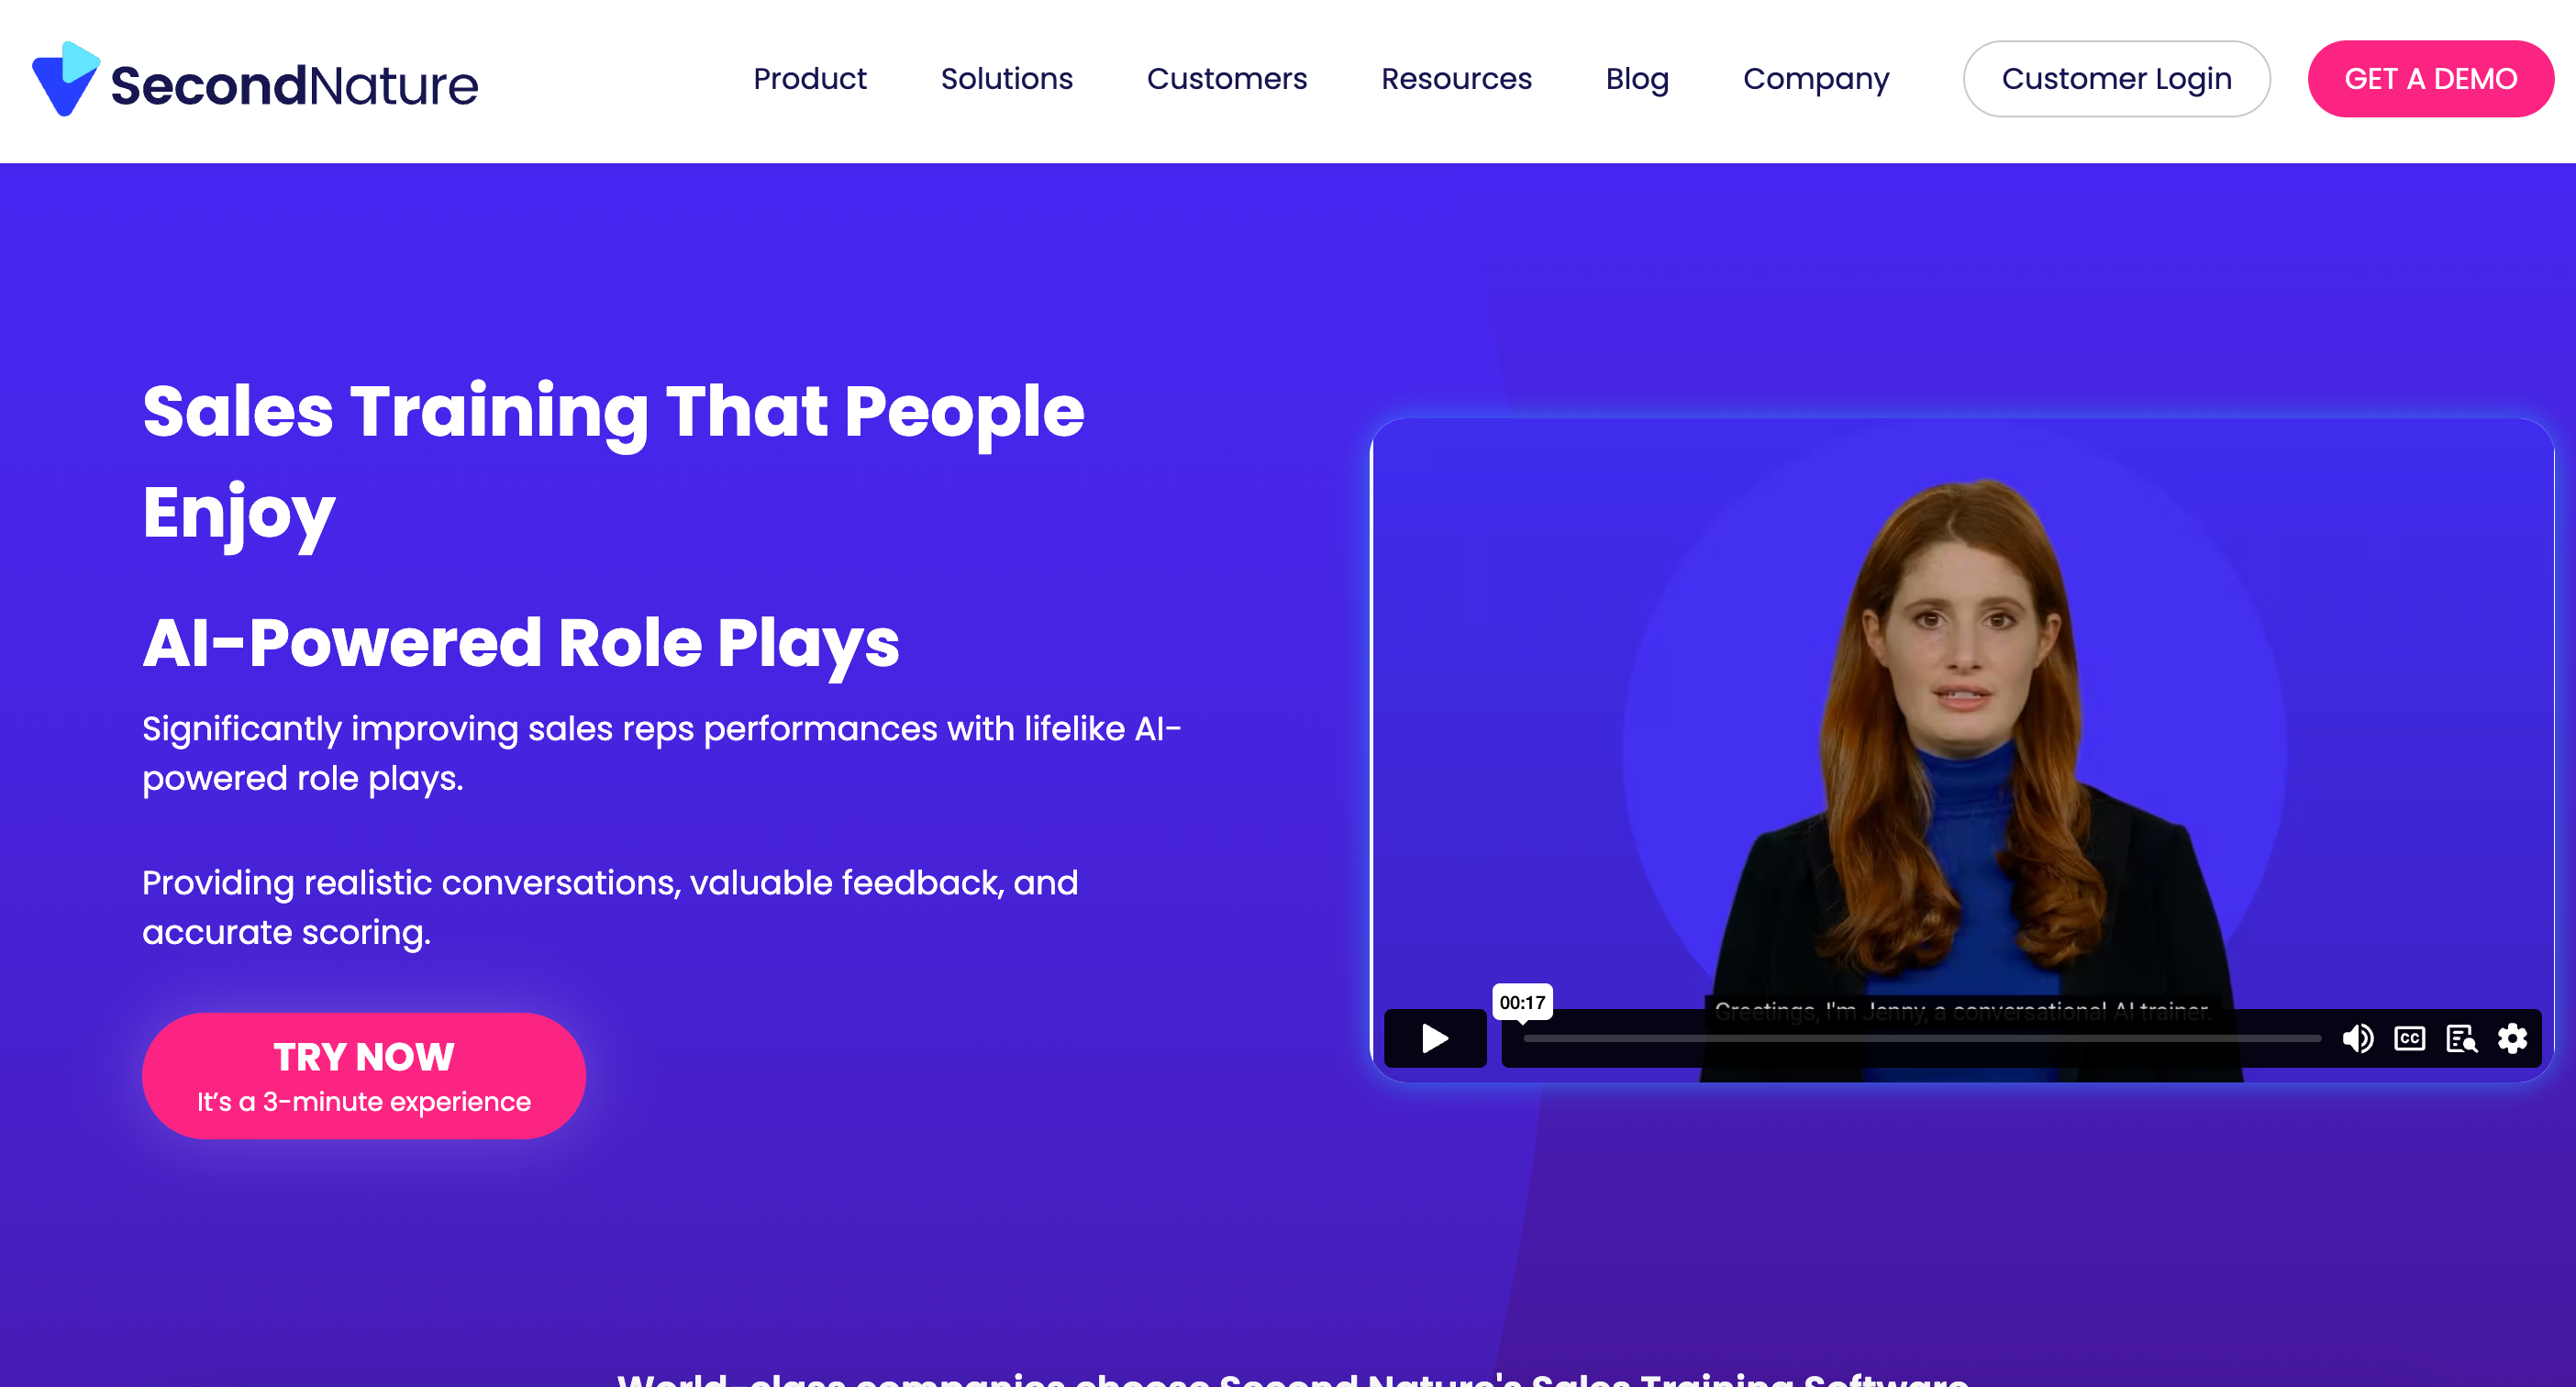 SecondNature
Product
Solutions
Customers
Resources
Blog
Company
Customer Login
GET A DEMO
Sales Training That People
Enjoy
AI-Powered Role Plays
Significantly improving sales reps performances with lifelike AI-
powered role plays.
Providing realistic conversations, valuable feedback, and
accurate scoring.
TRY NOW
It’s a 3-minute experience
00:17
Greetings, I'm Jenny, a conversational AI trainer.
CC
World-class companies choose Second Nature's Sales Training Software